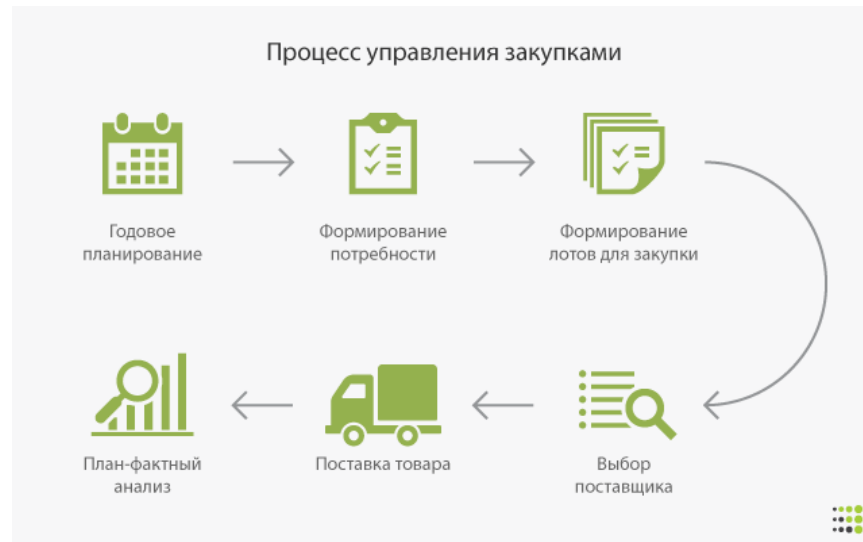 Процесс управления закупками
Годовое
планирование
Формирование
потребности
Формирование
лотов для закупки
План-фактный
анализ
Поставка товара
Выбор
поставщика